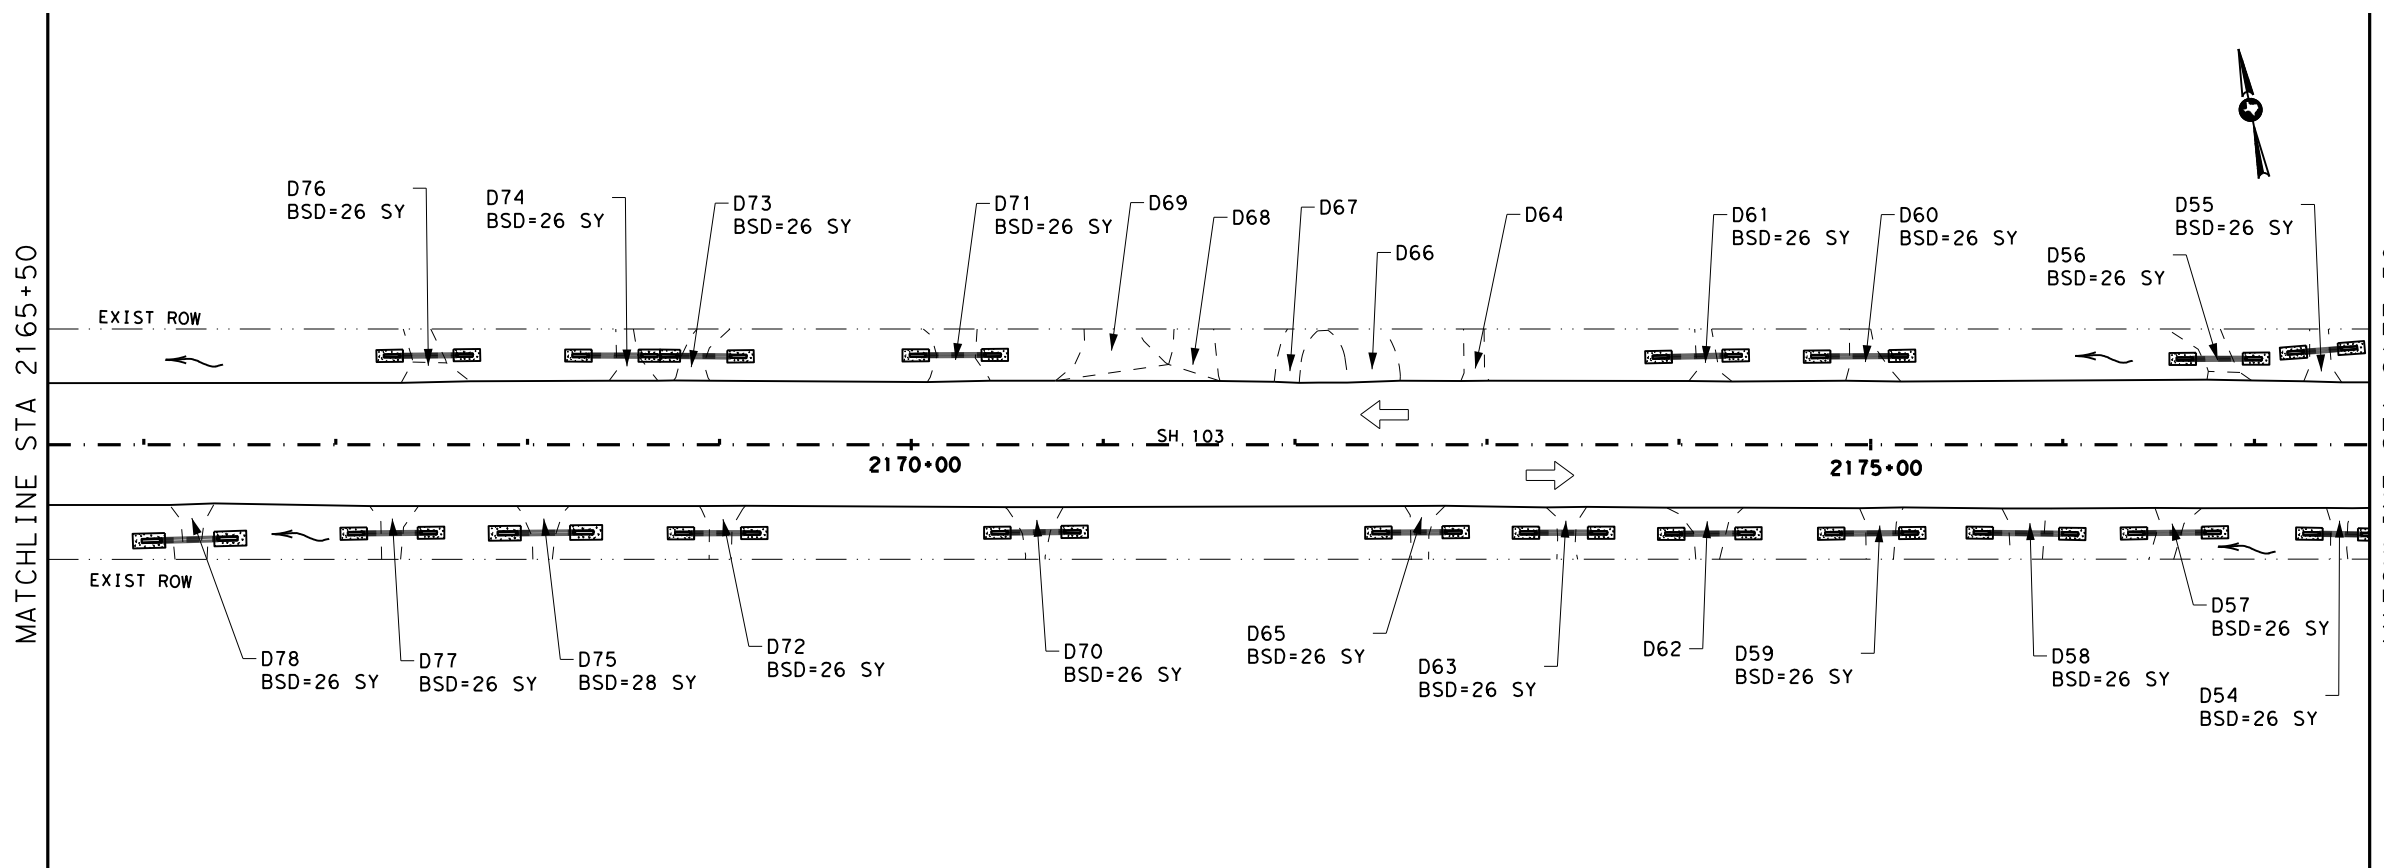 D76
BSD=26 SY
D74
BSD=26 SY
D73
BSD=26 SY
D71
BSD=26 SY
D69
D68
D67
D66
D64
D61
BSD=26 SY
D60
BSD=26 SY
D56
BSD=26 SY
D55
BSD=26 SY
MATCHLINE STA 2165+50
EXIST ROW
SH 103
2170+00
2175+00
EXIST ROW
D78
BSD=26 SY
D77
BSD=26 SY
D75
BSD=28 SY
D72
BSD=26 SY
D70
BSD=26 SY
D65
BSD=26 SY
D63
BSD=26 SY
D62
D59
BSD=26 SY
D58
BSD=26 SY
D57
BSD=26 SY
D54
BSD=26 SY